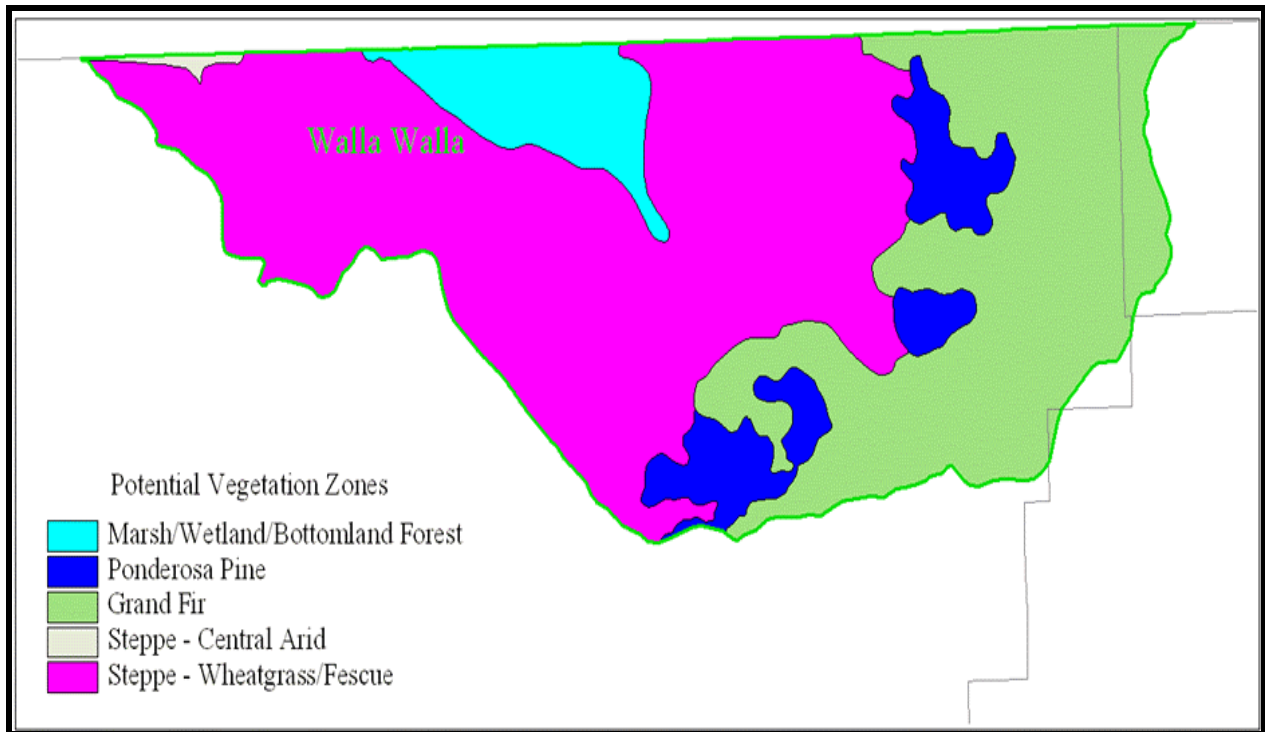 Walla Walla
Potential Vegetation Zones
Marsh/Wetland/Bottomland Forest
Ponderosa Pine
Grand Fir
Steppe - Central Arid
Steppe - Wheatgrass/Fescue